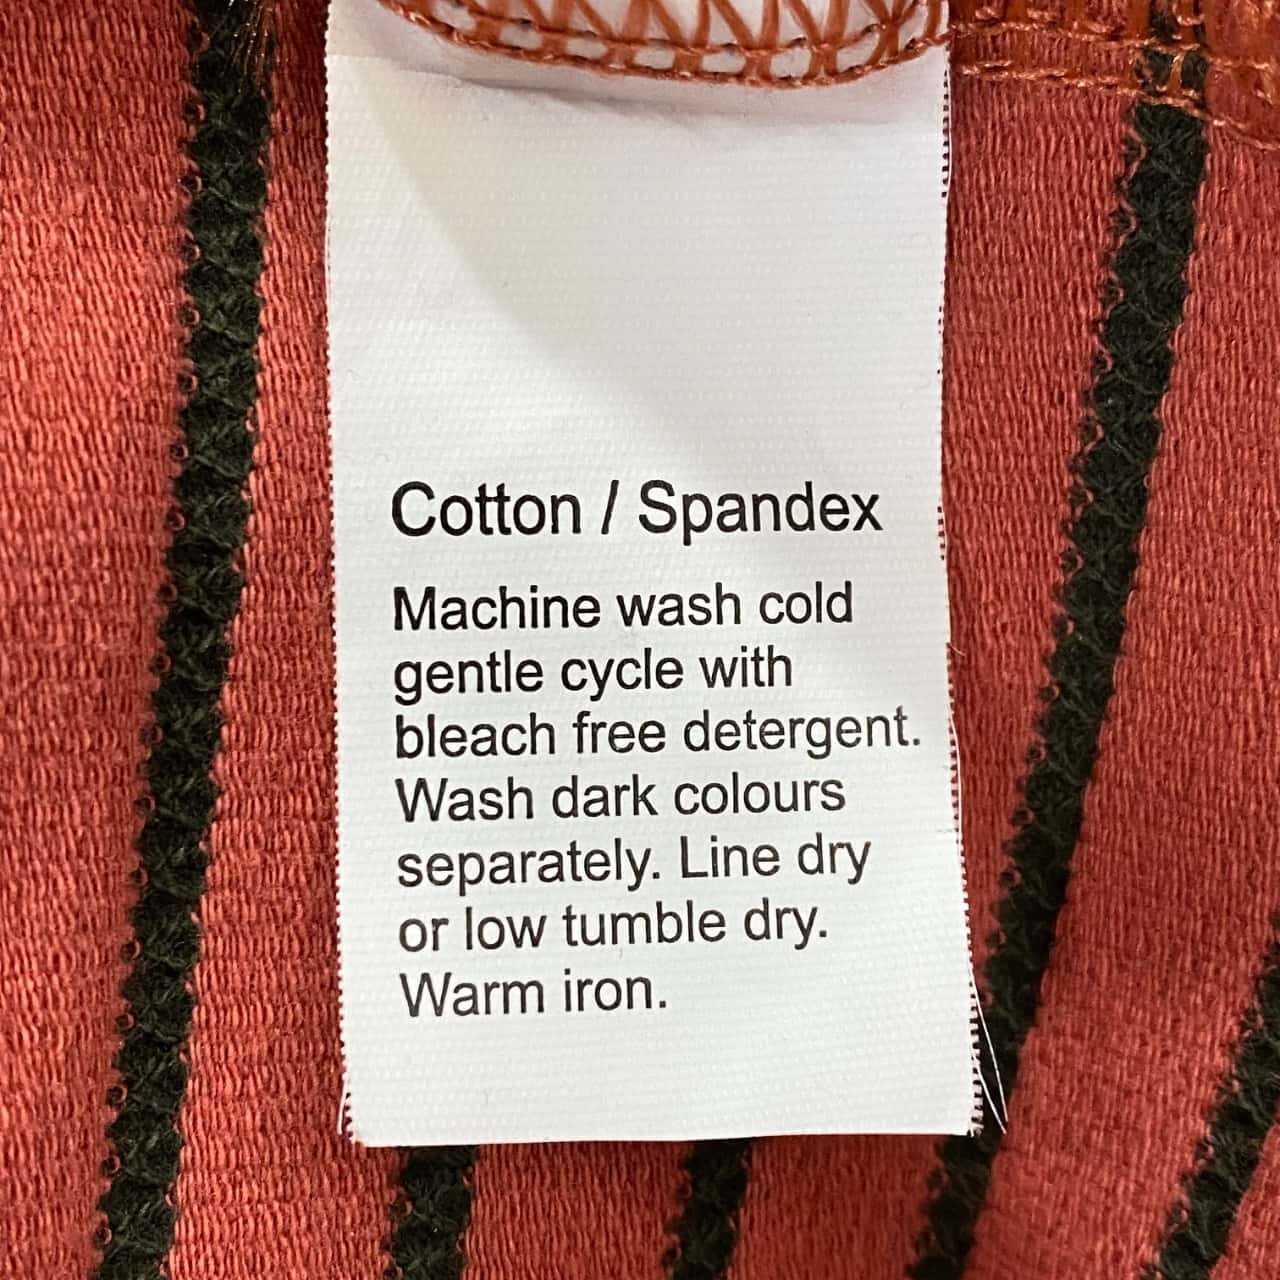 Cotton / Spandex
Machine wash cold
gentle cycle with
bleach free detergent.
Wash dark colours
separately. Line dry
or low tumble dry.
Warm iron.